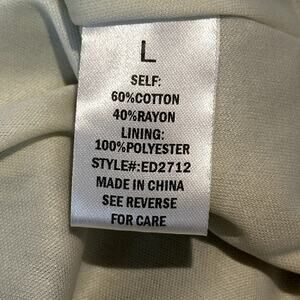 L
SELF:
60%COTTON
40%RAYON
LINING:
100%POLYESTER
STYLE#:ED2712
MADE IN CHINA
SEE REVERSE
FOR CARE